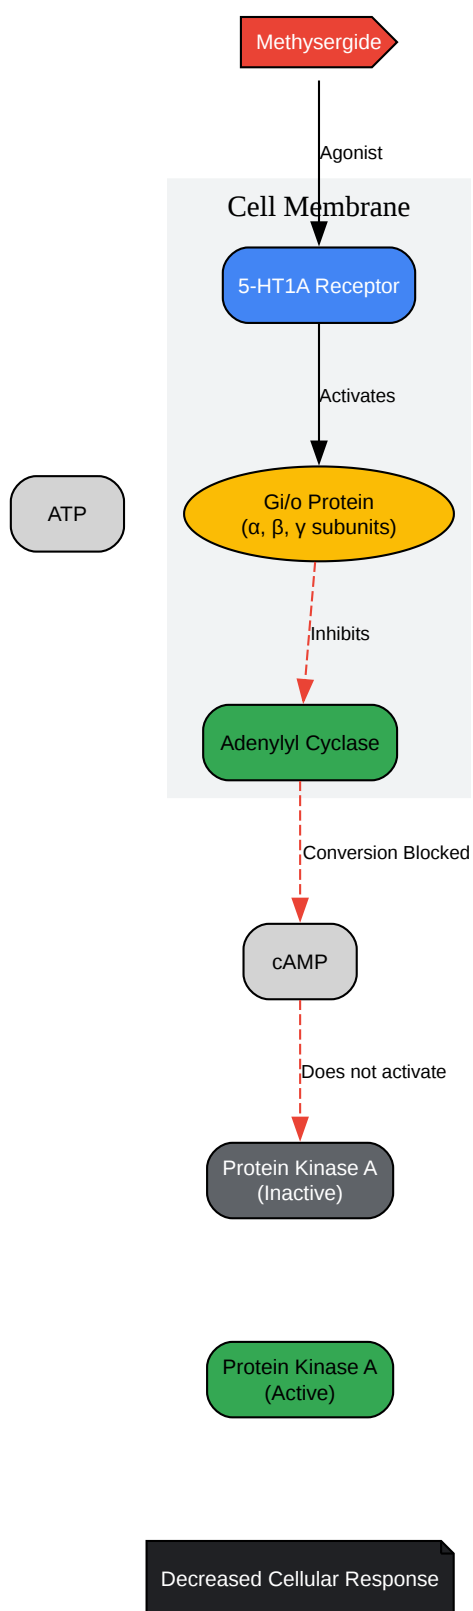 Methysergide
Agonist
Cell Membrane
5-HT1A Receptor
Activates
ATP
Gi/o Protein
(α, β, γ subunits)
Inhibits
Adenylyl Cyclase
Conversion Blocked
cAMP
Does not activate
Protein Kinase A
(Inactive)
Protein Kinase A
(Active)
Decreased Cellular Response